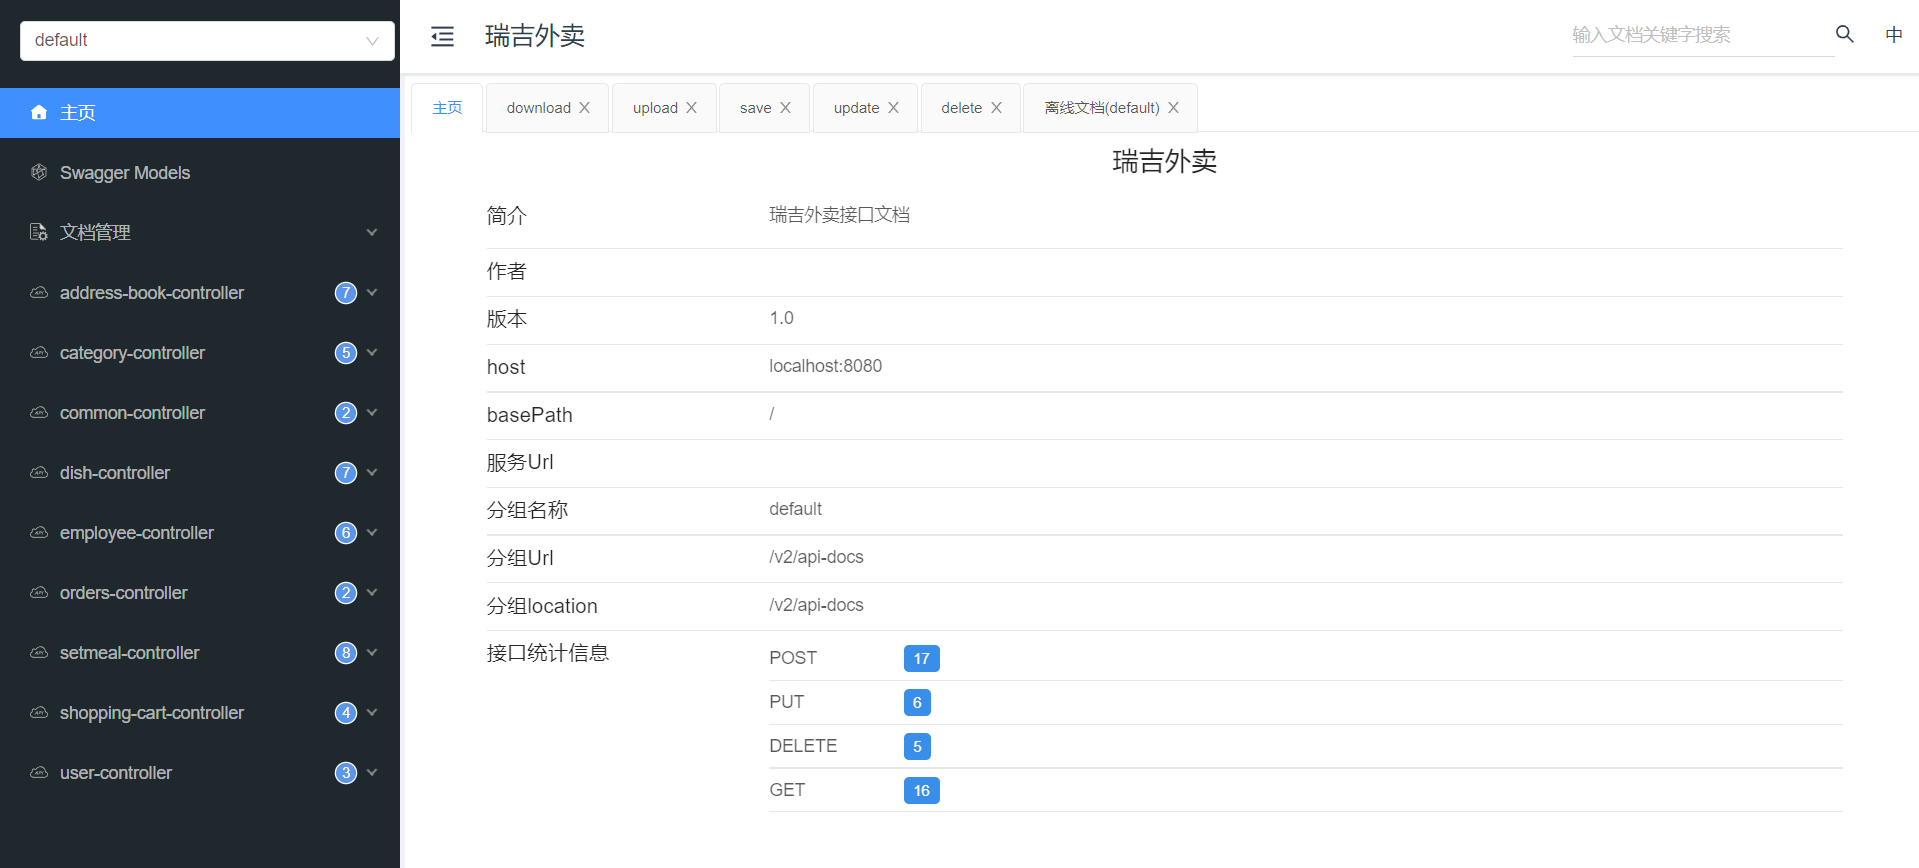 default
主页
Swagger Models
文档管理
address-book-controller 7
category-controller 5
common-controller 2
dish-controller 7
employee-controller 6
orders-controller 2
setmeal-controller 8
shopping-cart-controller 4
user-controller 3
瑞吉外卖
输入文档关键字搜索 中
主页 download upload save update delete 离线文档(default)
瑞吉外卖
简介 瑞吉外卖接口文档
作者
版本 1.0
host localhost:8080
basePath /
服务Url
分组名称 default
分组Url /v2/api-docs
分组location /v2/api-docs
接口统计信息
POST 17
PUT 6
DELETE 5
GET 16